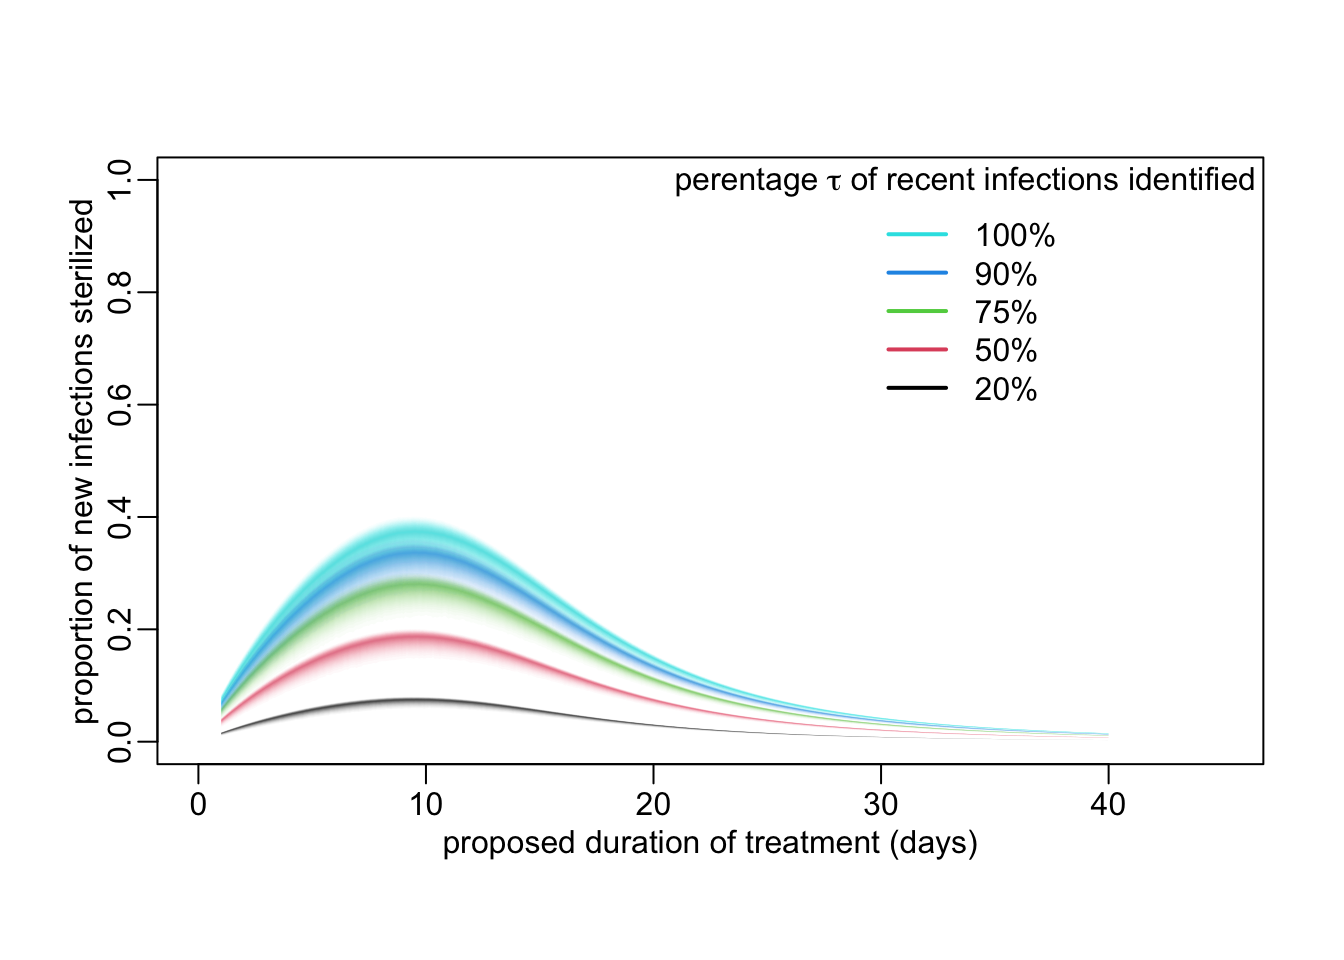 perentage τ of recent infections identified
100%
90%
75%
50%
20%
proportion of new infections sterilized
1.0
0.8
0.6
0.4
0.2
0.0
0 10 20 30 40
proposed duration of treatment (days)